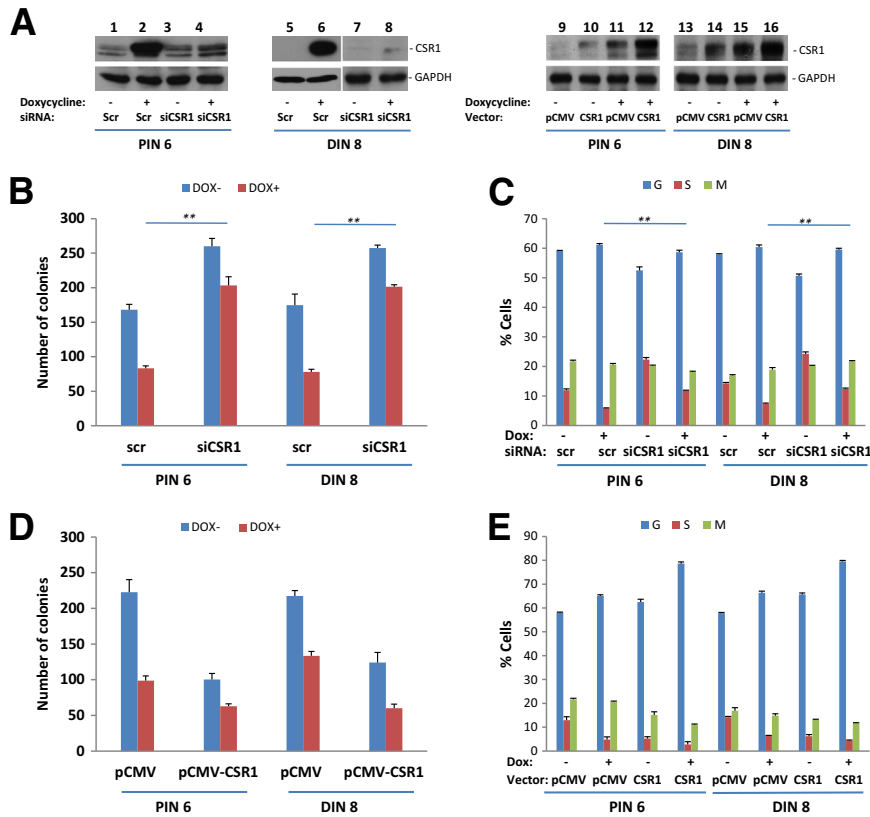 A
1 2 3 4 5 6 7 8 9 10 11 12 13 14 15 16
- CSR1
- CSR1
- GAPDH
- GAPDH
Doxycycline: - + - + - + - +
siRNA: Scr Scr siCSR1 siCSR1 Scr Scr siCSR1 siCSR1
PIN 6 DIN 8
Doxycycline: - - + + - - + +
Vector: pCMV CSR1 pCMV CSR1 pCMV CSR1 pCMV CSR1
PIN 6 DIN 8
B
DOX- DOX+
Number of colonies
300
250
200
150
100
50
0
** **
scr siCSR1 scr siCSR1
PIN 6 DIN 8
C
G S M
% Cells
70
60
50
40
30
20
10
0
** **
Dox: - + - + - + - +
siRNA: scr scr siCSR1 siCSR1 scr scr siCSR1 siCSR1
PIN 6 DIN 8
D
DOX- DOX+
Number of colonies
300
250
200
150
100
50
0
pCMV pCMV-CSR1 pCMV pCMV-CSR1
PIN 6 DIN 8
E
G S M
% Cells
90
80
70
60
50
40
30
20
10
0
Dox: - + - + - + - +
Vector: pCMV pCMV CSR1 CSR1 pCMV pCMV CSR1 CSR1
PIN 6 DIN 8